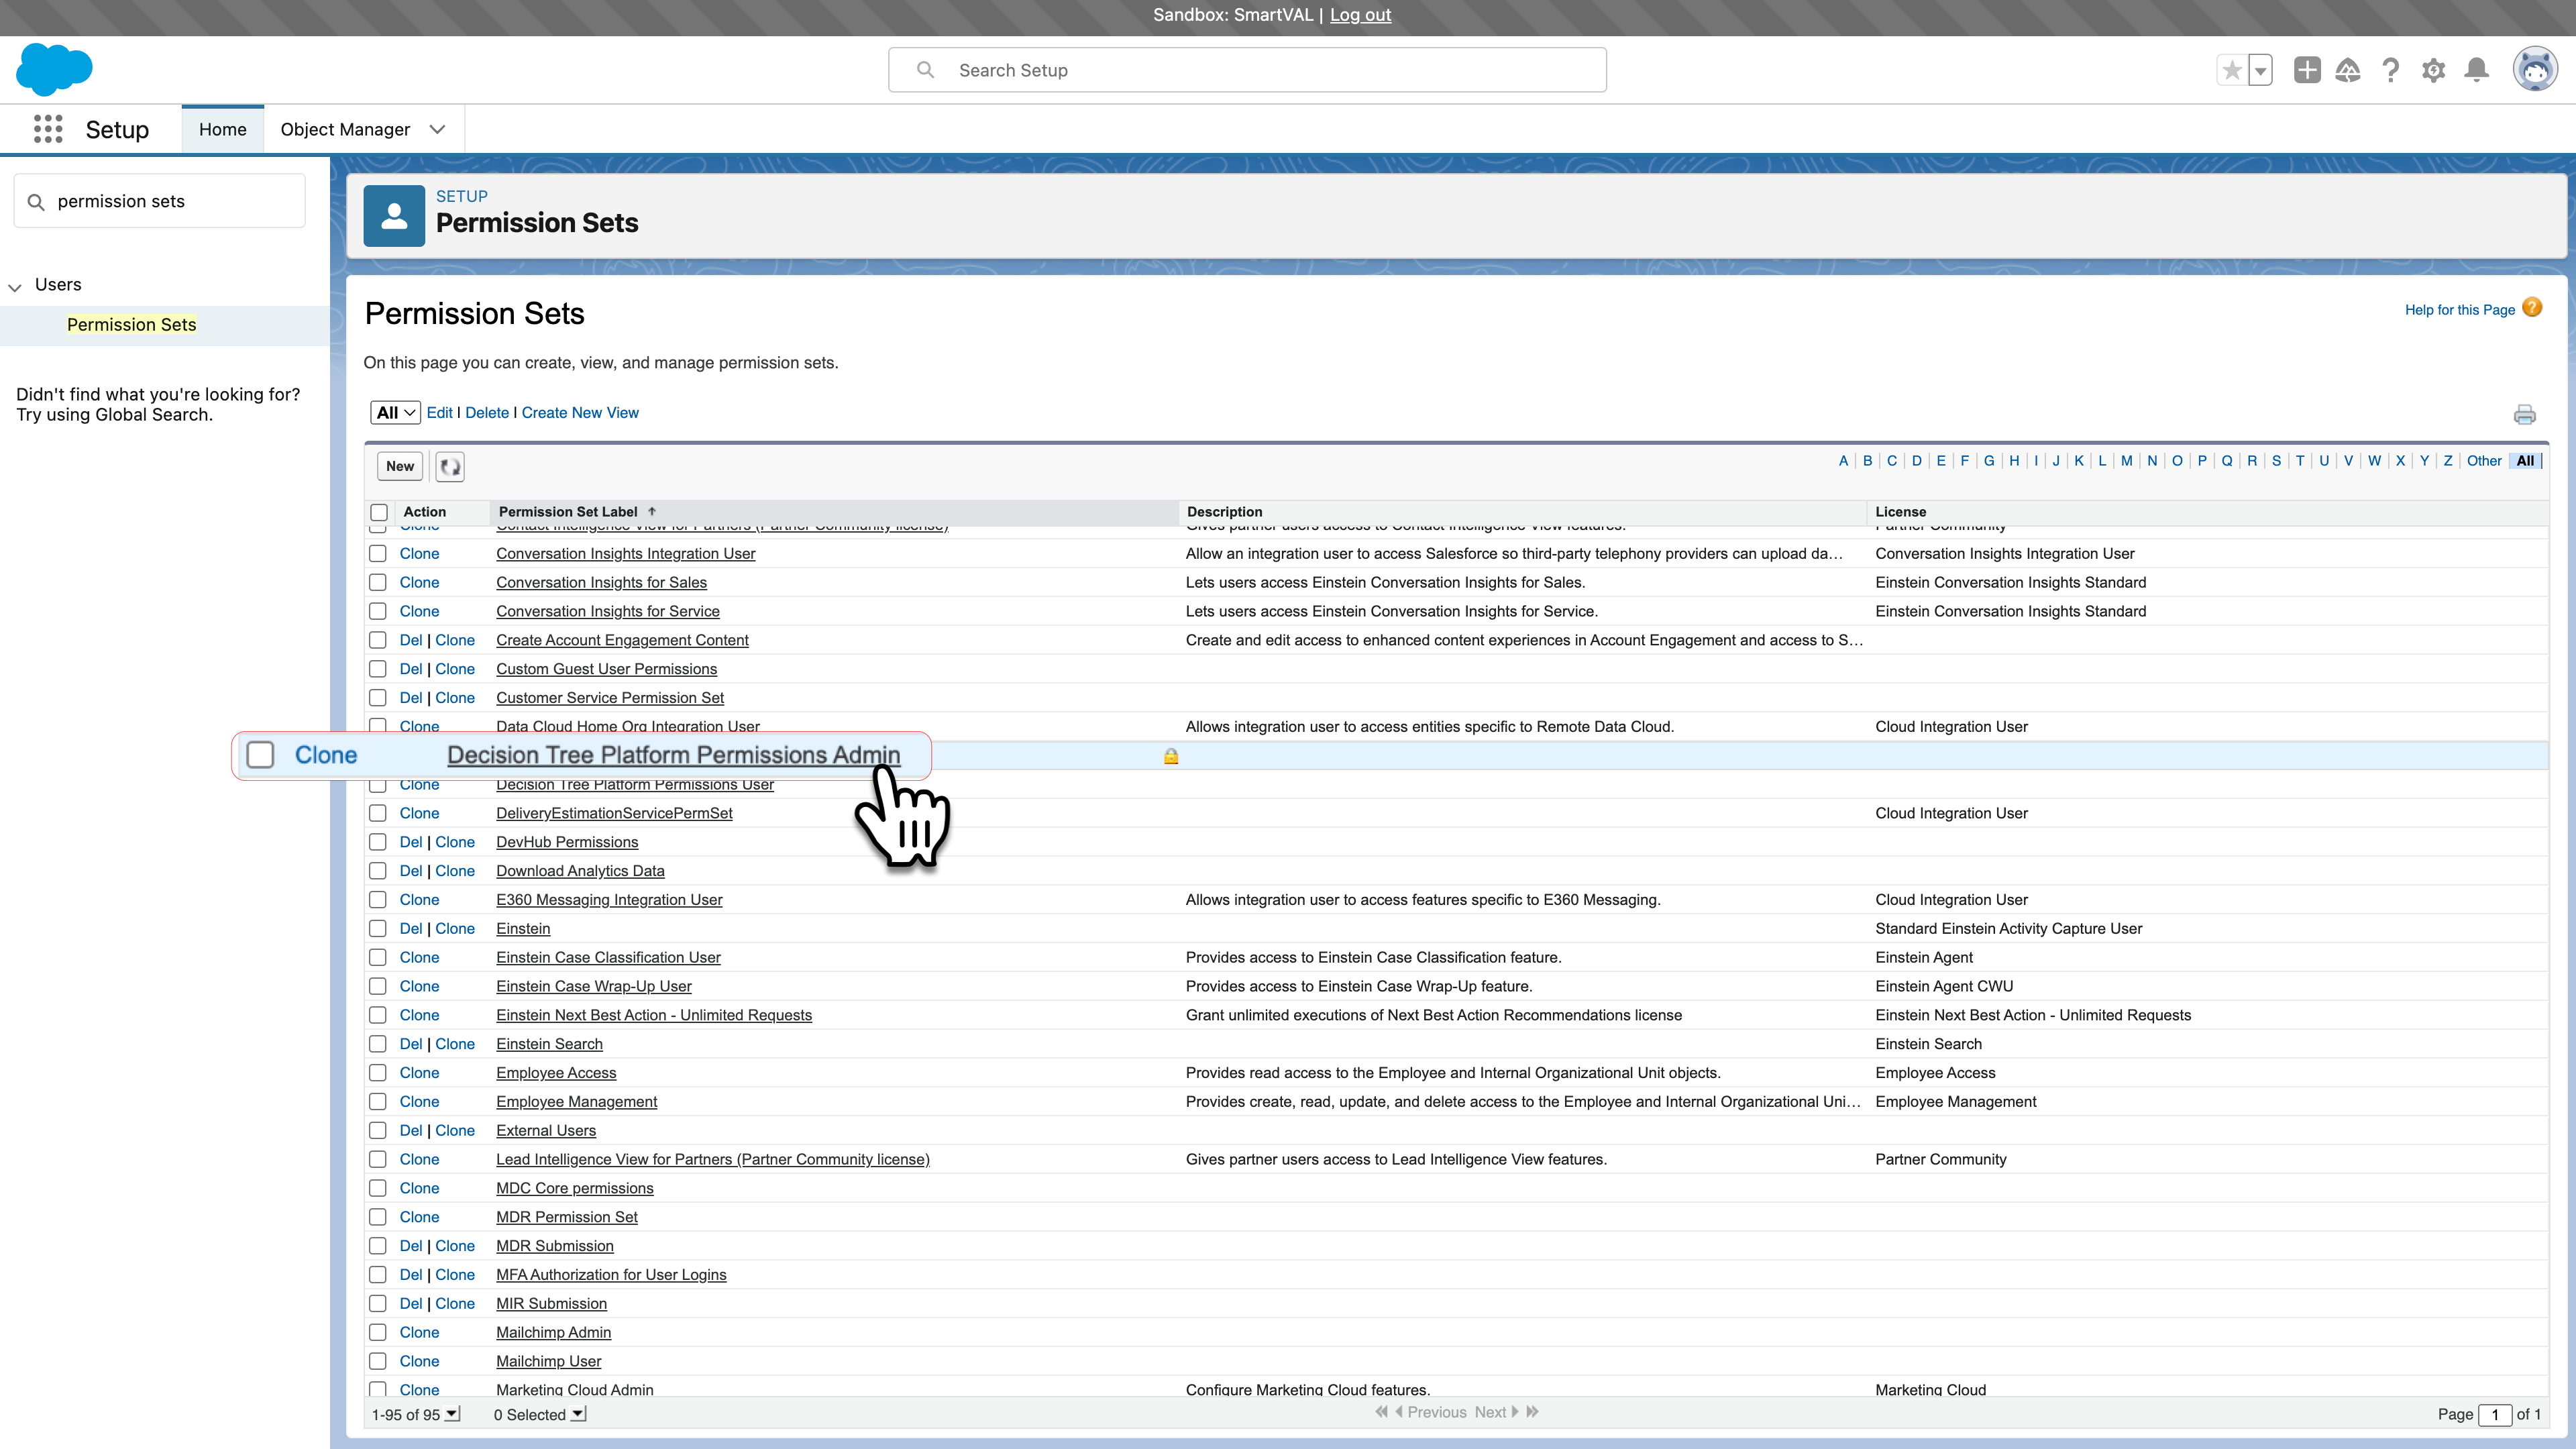 Sandbox: SmartVAL | Log out
Search Setup
Setup Home Object Manager
permission sets
Users
Permission Sets
Didn't find what you're looking for?
Try using Global Search.
SETUP
Permission Sets
Permission Sets
Help for this Page ?
On this page you can create, view, and manage permission sets.
All Edit | Delete | Create New View
New A B C D E F G H I J K L M N O P Q R S T U V W X Y Z Other All
Action Permission Set Label Description License
Clone Contact Intelligence View for Partners (Partner Community license) Gives partner users access to Contact Intelligence View features. Partner Community
Clone Conversation Insights Integration User Allow an integration user to access Salesforce so third-party telephony providers can upload da... Conversation Insights Integration User
Clone Conversation Insights for Sales Lets users access Einstein Conversation Insights for Sales. Einstein Conversation Insights Standard
Clone Conversation Insights for Service Lets users access Einstein Conversation Insights for Service. Einstein Conversation Insights Standard
Del | Clone Create Account Engagement Content Create and edit access to enhanced content experiences in Account Engagement and access to S...
Del | Clone Custom Guest User Permissions
Del | Clone Customer Service Permission Set
Clone Data Cloud Home Org Integration User Allows integration user to access entities specific to Remote Data Cloud. Cloud Integration User
Clone Decision Tree Platform Permissions Admin
Clone Decision Tree Platform Permissions User
Clone DeliveryEstimationServicePermSet Cloud Integration User
Del | Clone DevHub Permissions
Del | Clone Download Analytics Data
Clone E360 Messaging Integration User Allows integration user to access features specific to E360 Messaging. Cloud Integration User
Del | Clone Einstein Standard Einstein Activity Capture User
Clone Einstein Case Classification User Provides access to Einstein Case Classification feature. Einstein Agent
Clone Einstein Case Wrap-Up User Provides access to Einstein Case Wrap-Up feature. Einstein Agent CWU
Clone Einstein Next Best Action - Unlimited Requests Grant unlimited executions of Next Best Action Recommendations license Einstein Next Best Action - Unlimited Requests
Del | Clone Einstein Search Einstein Search
Clone Employee Access Provides read access to the Employee and Internal Organizational Unit objects. Employee Access
Clone Employee Management Provides create, read, update, and delete access to the Employee and Internal Organizational Uni... Employee Management
Del | Clone External Users
Clone Lead Intelligence View for Partners (Partner Community license) Gives partner users access to Lead Intelligence View features. Partner Community
Clone MDC Core permissions
Clone MDR Permission Set
Del | Clone MDR Submission
Del | Clone MFA Authorization for User Logins
Del | Clone MIR Submission
Clone Mailchimp Admin
Clone Mailchimp User
Clone Marketing Cloud Admin Configure Marketing Cloud features. Marketing Cloud
1-95 of 95 0 Selected Previous Next Page 1 of 1